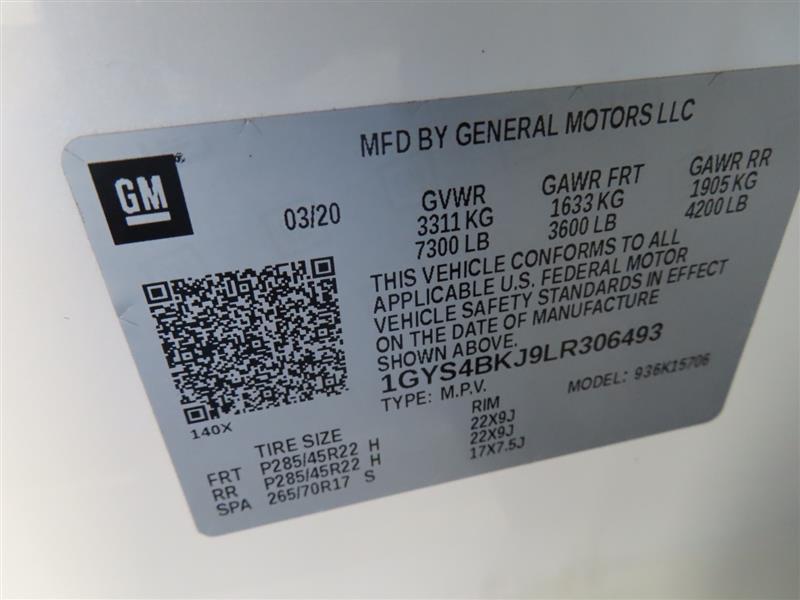 MFD BY GENERAL MOTORS LLC
GM
03/20
GVWR
3311 KG
7300 LB
GAWR FRT
1633 KG
3600 LB
GAWR RR
1905 KG
4200 LB
THIS VEHICLE CONFORMS TO ALL
APPLICABLE U.S. FEDERAL MOTOR
VEHICLE SAFETY STANDARDS IN EFFECT
ON THE DATE OF MANUFACTURE
SHOWN ABOVE.
1GYS4BKJ9LR306493
TYPE: M.P.V.
MODEL: 936K15706
140X
TIRE SIZE
RIM
FRT P285/45R22 H 22X9J
RR P285/45R22 H 22X9J
SPA 265/70R17 S 17X7.5J